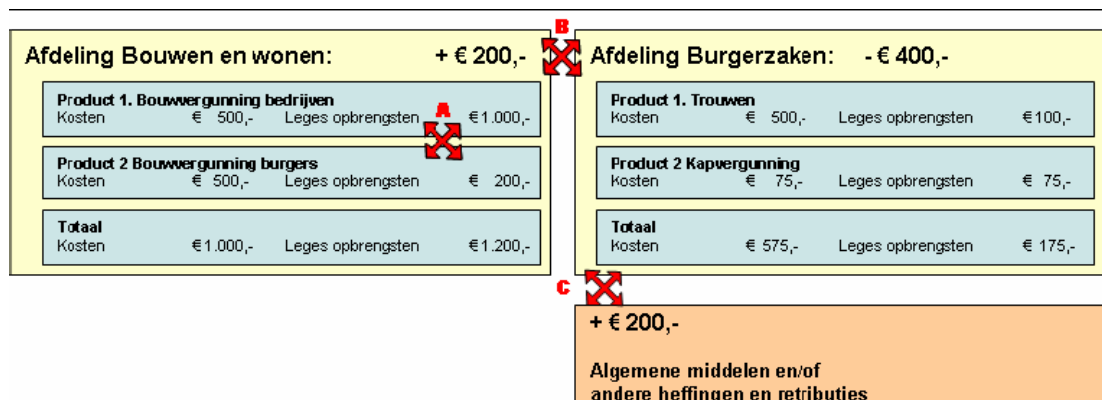 B
Afdeling Bouwen en wonen: + € 200,-
Product 1. Bouwvergunning bedrijven
Kosten € 500,- Leges opbrengsten €1.000,-
A
Product 2 Bouwvergunning burgers
Kosten € 500,- Leges opbrengsten € 200,-
Totaal
Kosten €1.000,- Leges opbrengsten €1.200,-
Afdeling Burgerzaken: - € 400,-
Product 1. Trouwen
Kosten € 500,- Leges opbrengsten €100,-
Product 2 Kapvergunning
Kosten € 75,- Leges opbrengsten € 75,-
Totaal
Kosten € 575,- Leges opbrengsten € 175,-
C
+ € 200,-
Algemene middelen en/of
andere heffingen en retributies